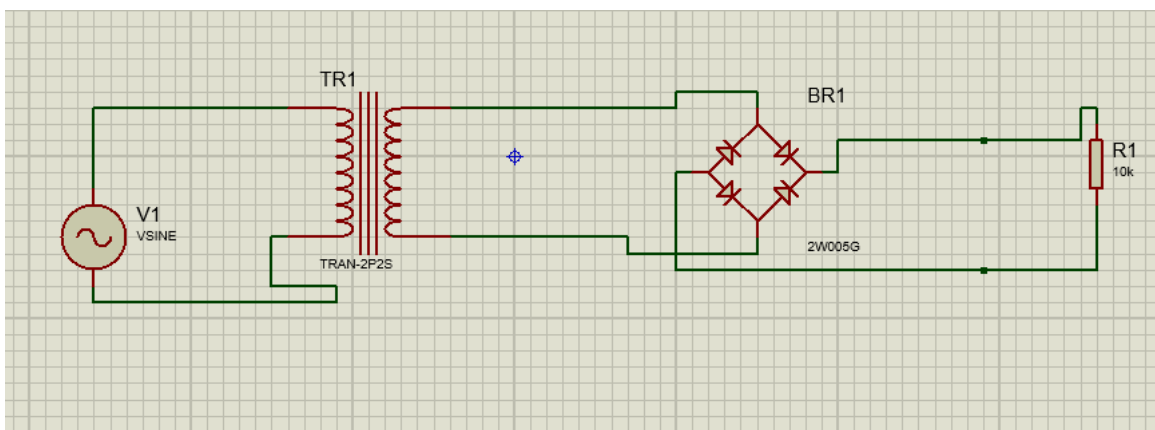 TR1
TRAN-2P2S
V1
VSINE
BR1
2W005G
R1
10k